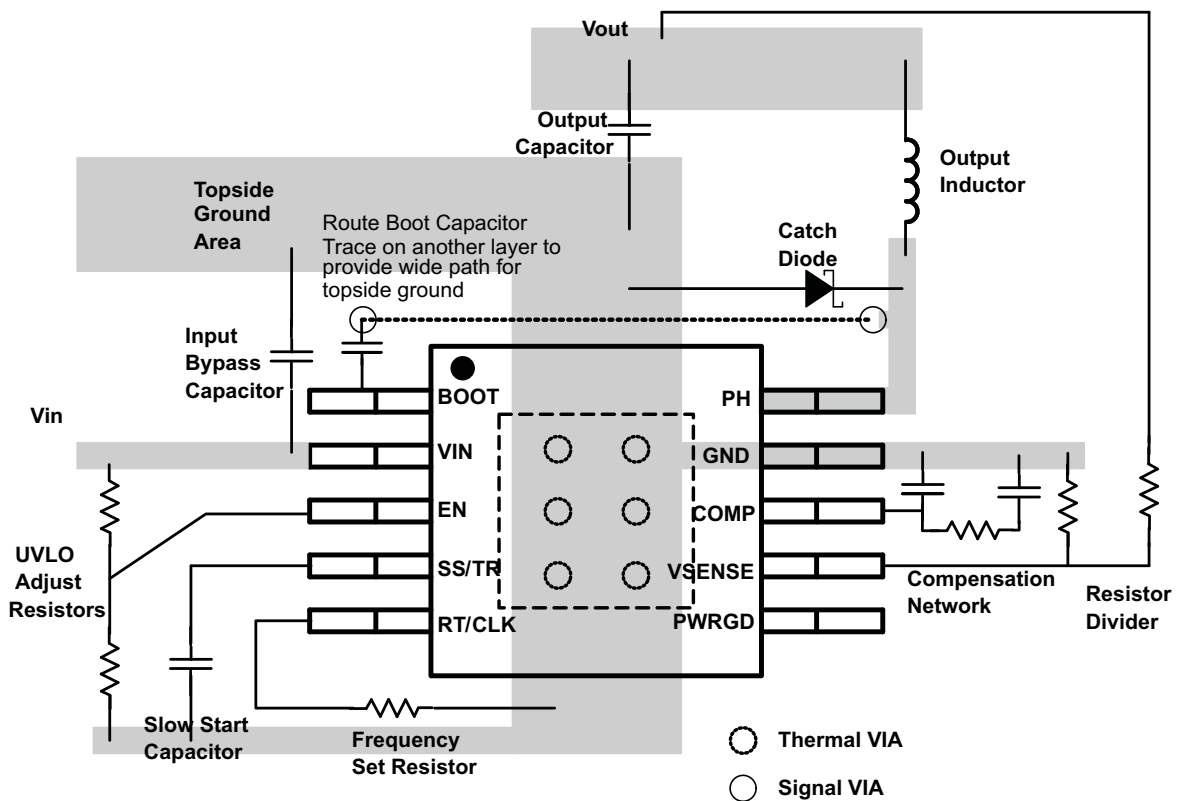 Vout
Output
Capacitor
Output
Inductor
Topside
Ground
Area
Route Boot Capacitor
Trace on another layer to
provide wide path for
topside ground
Catch
Diode
Input
Bypass
Capacitor
Vin
BOOT
VIN
EN
SS/TR
RT/CLK
PH
GND
COMP
VSENSE
PWRGD
UVLO
Adjust
Resistors
Compensation
Network
Resistor
Divider
Slow Start
Capacitor
Frequency
Set Resistor
Thermal VIA
Signal VIA